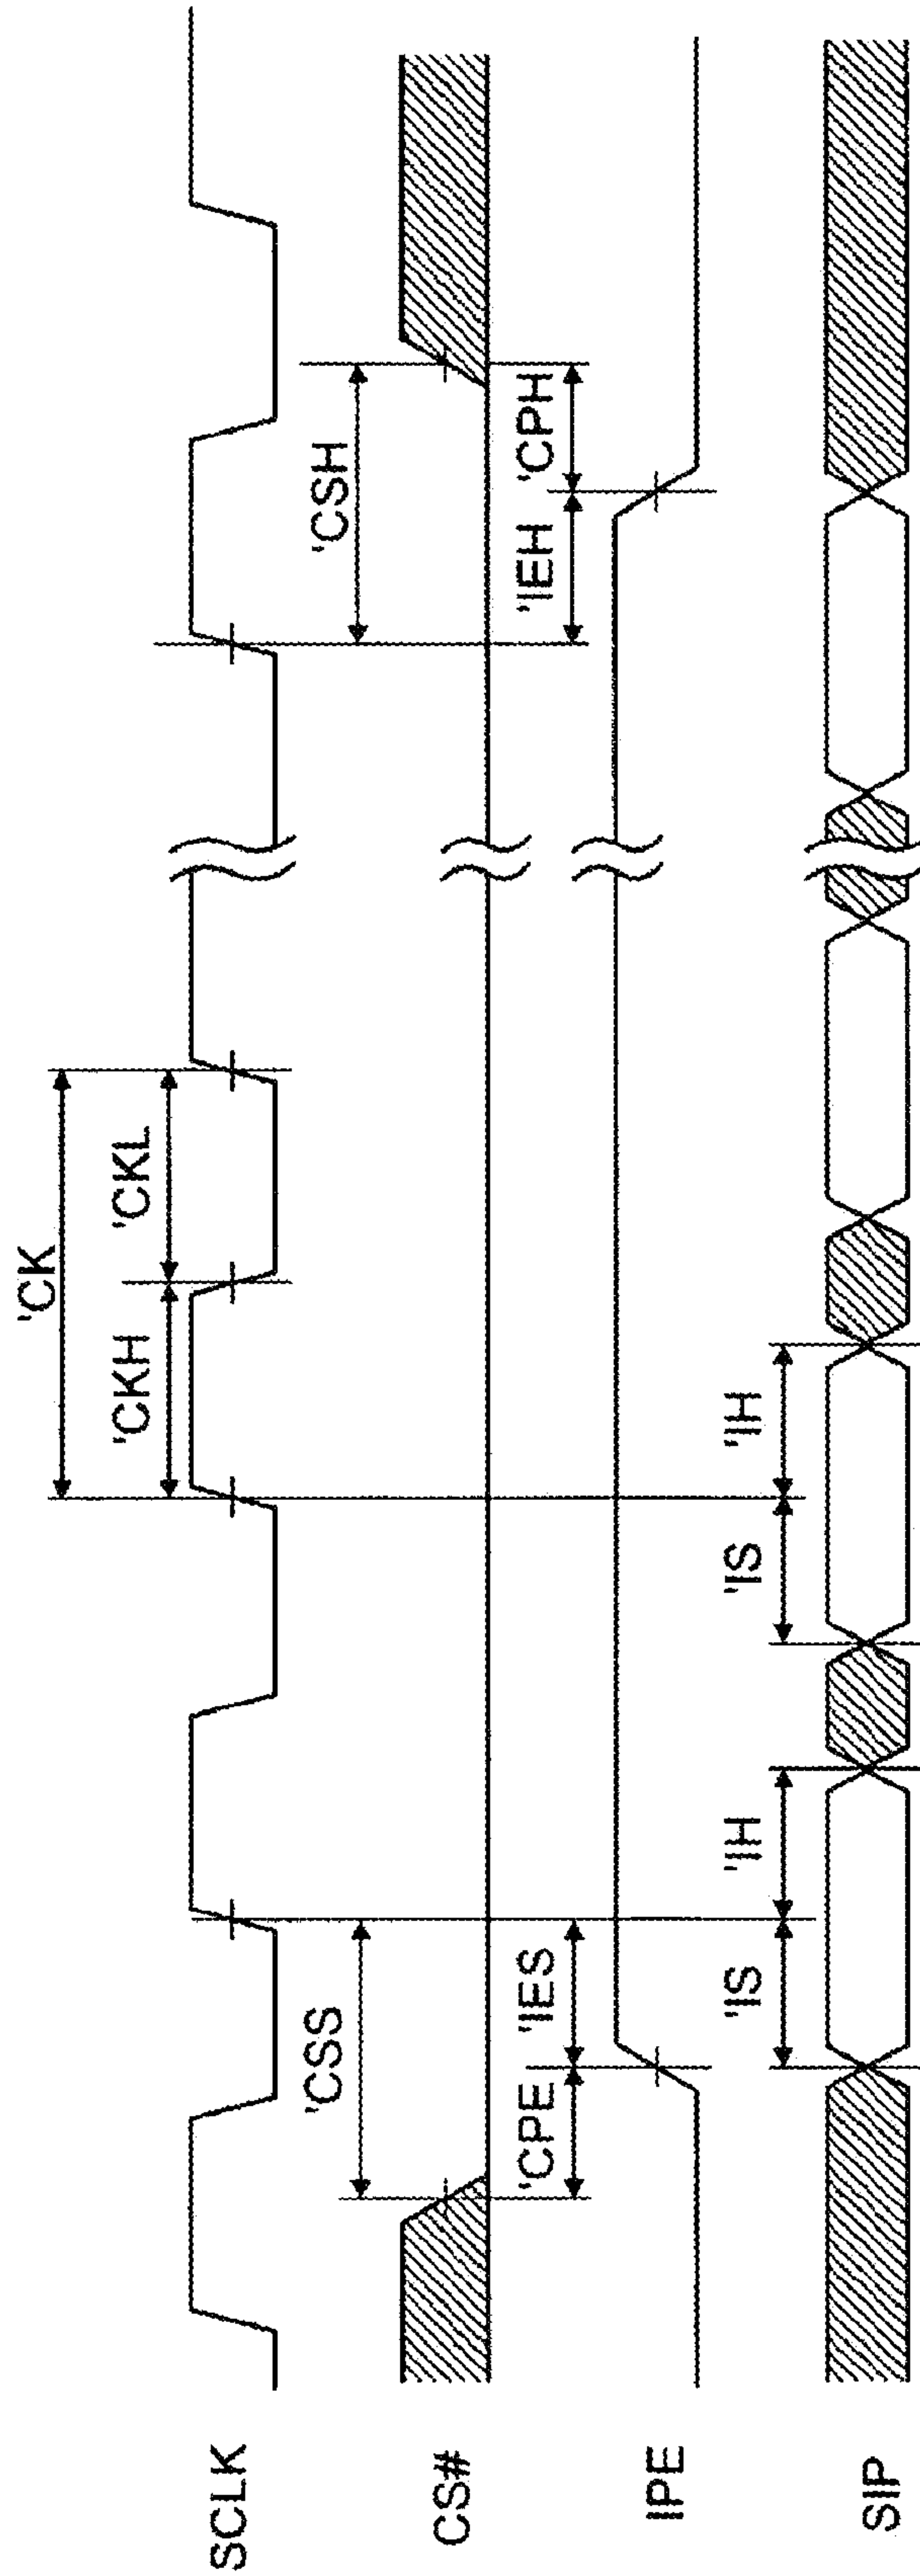 'CK
'CKH 'CKL
SCLK
'CSS 'CSH
CS#
'CPE 'IES 'IEH 'CPH
IPE
'IS 'IH 'IS 'IH
SIP